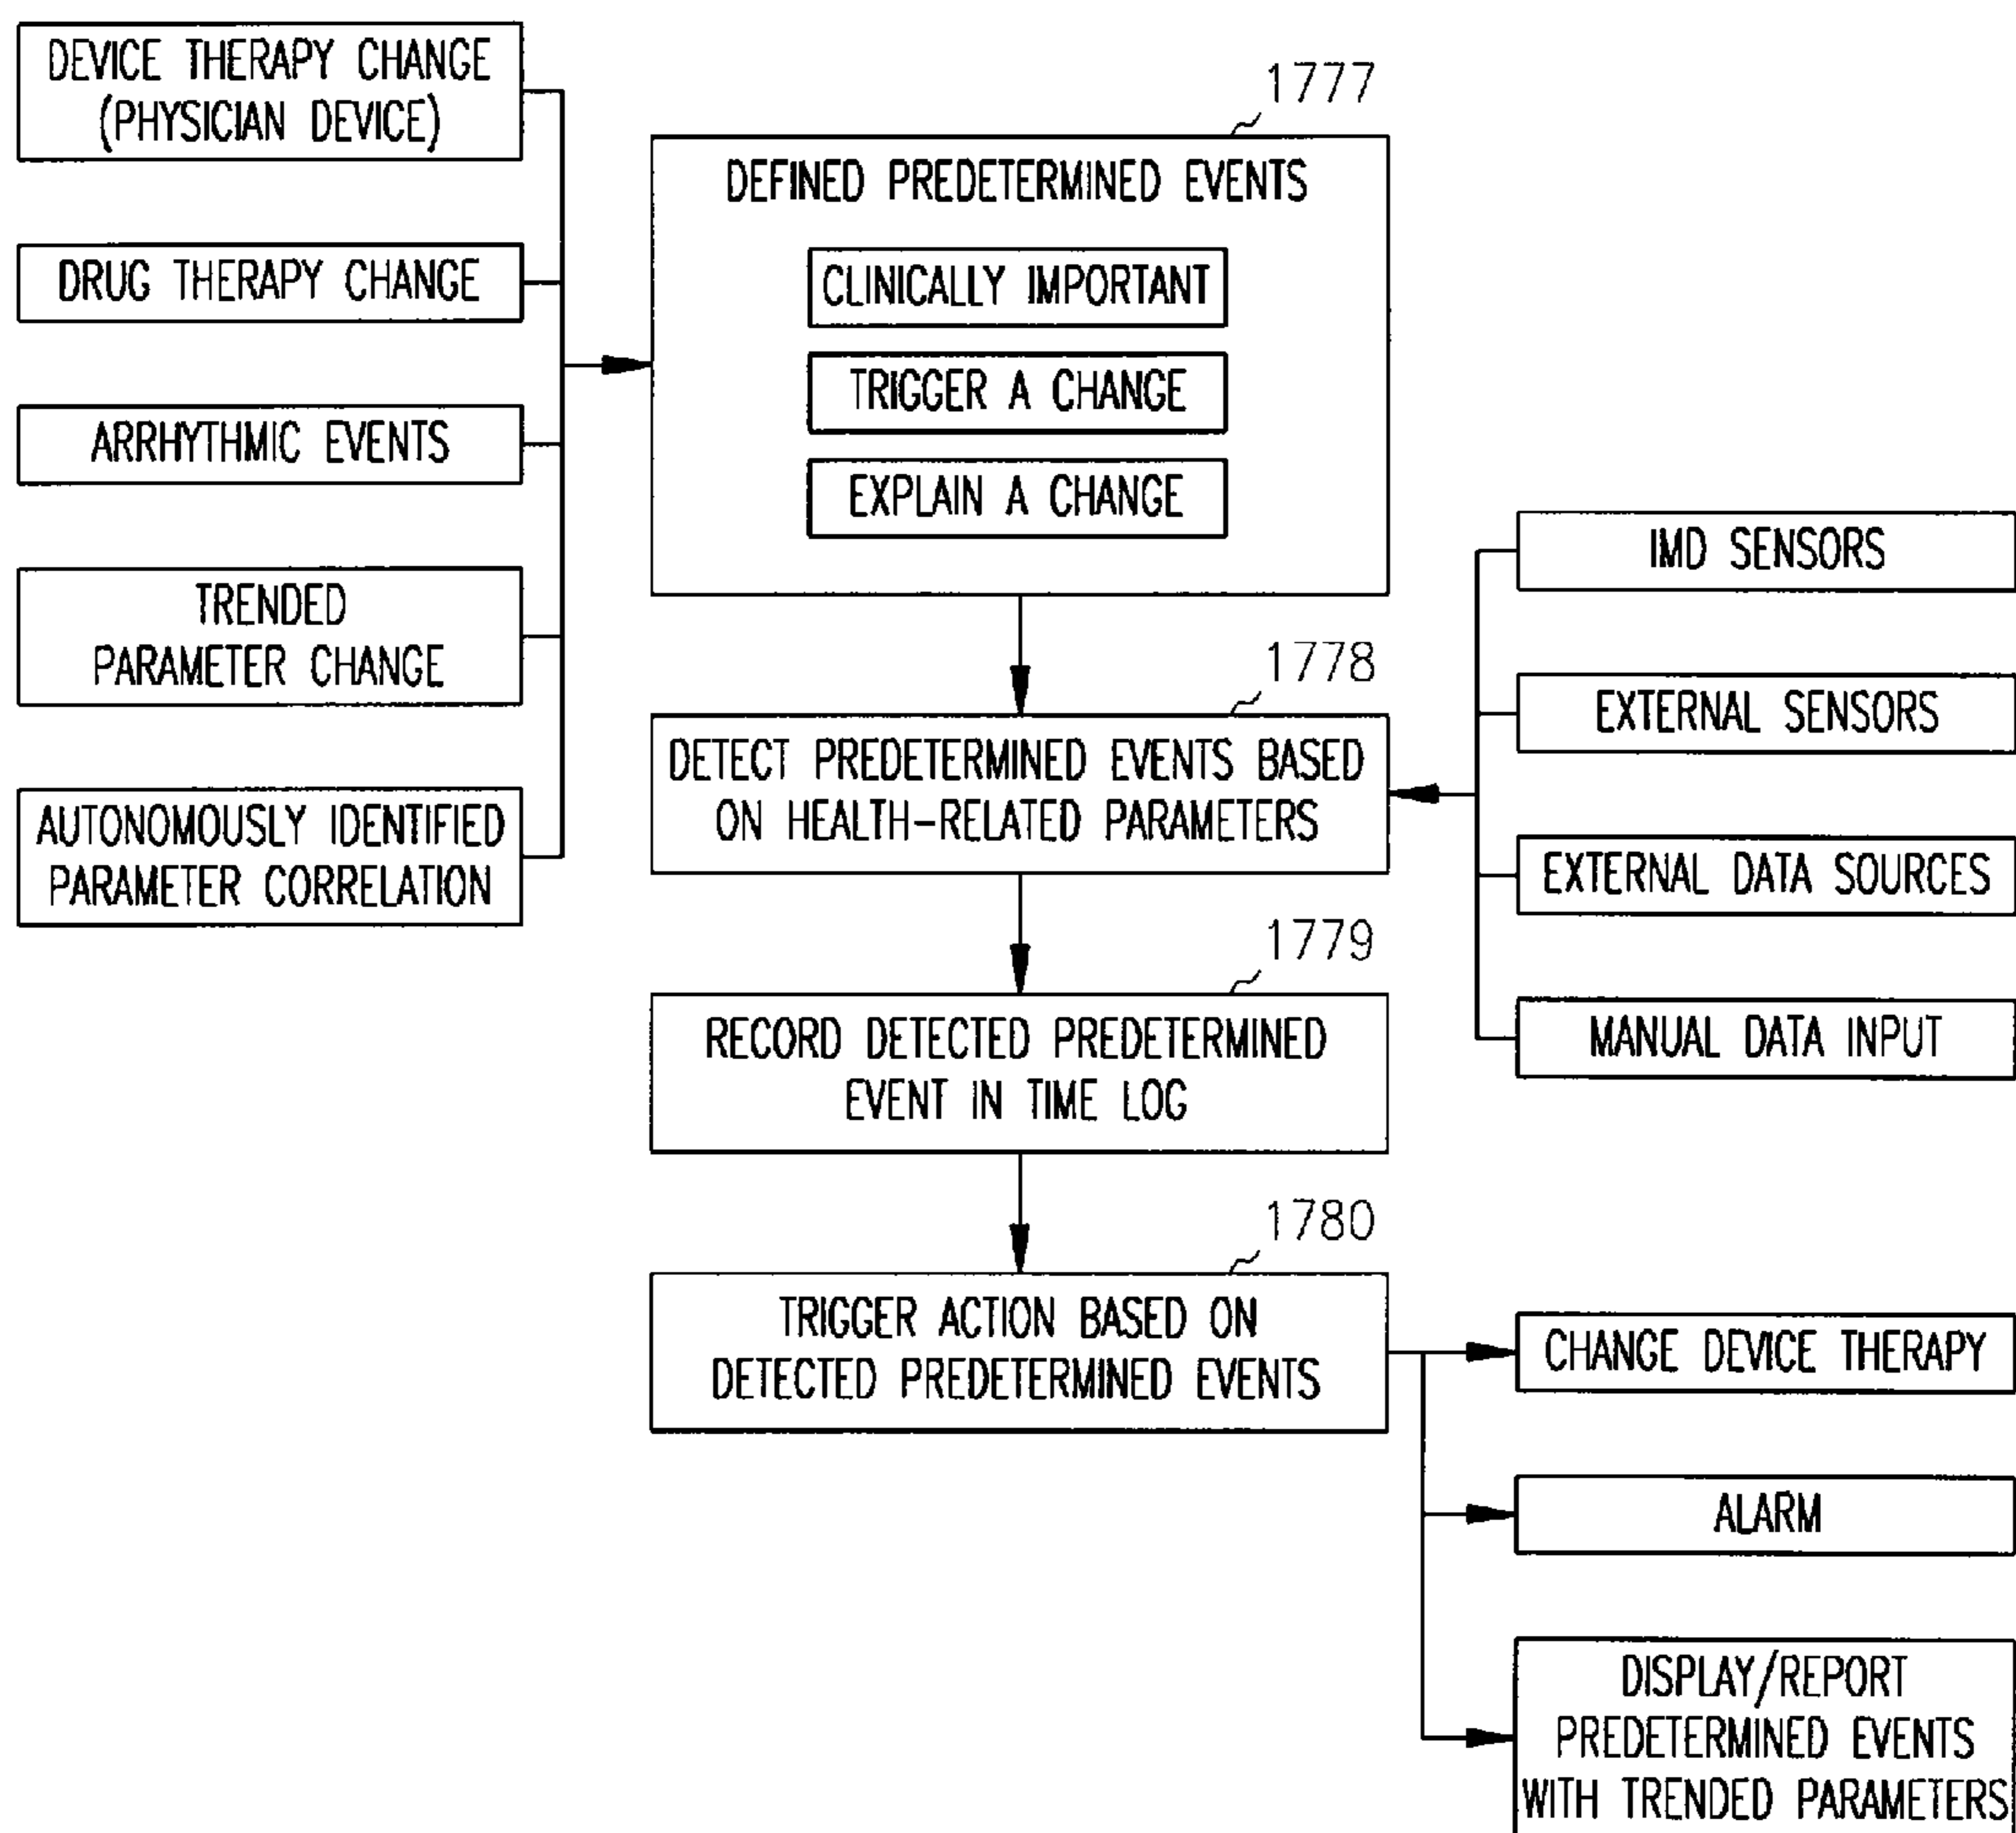 DEVICE THERAPY CHANGE
(PHYSICIAN DEVICE)
DRUG THERAPY CHANGE
ARRHYTHMIC EVENTS
TRENDED
PARAMETER CHANGE
AUTONOMOUSLY IDENTIFIED
PARAMETER CORRELATION
1777
DEFINED PREDETERMINED EVENTS
CLINICALLY IMPORTANT
TRIGGER A CHANGE
EXPLAIN A CHANGE
1778
DETECT PREDETERMINED EVENTS BASED
ON HEALTH-RELATED PARAMETERS
IMD SENSORS
EXTERNAL SENSORS
EXTERNAL DATA SOURCES
MANUAL DATA INPUT
1779
RECORD DETECTED PREDETERMINED
EVENT IN TIME LOG
1780
TRIGGER ACTION BASED ON
DETECTED PREDETERMINED EVENTS
CHANGE DEVICE THERAPY
ALARM
DISPLAY/REPORT
PREDETERMINED EVENTS
WITH TRENDED PARAMETERS